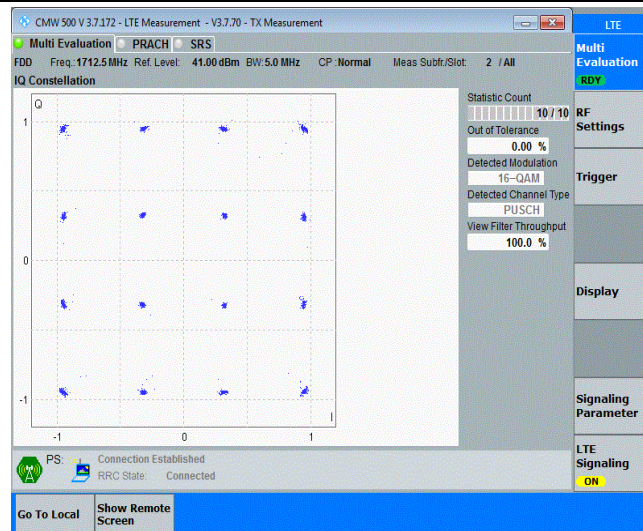 CMW 500 V 3.7.172 - LTE Measurement - V3.7.70 - TX Measurement
LTE
Multi Evaluation PRACH SRS
Multi
Evaluation
RDY
FDD Freq.:1712.5 MHz Ref. Level: 41.00 dBm BW:5.0 MHz CP :Normal Meas Subfr./Slot: 2 / All
IQ Constellation
Q
1
0
-1
-1 0 1
I
Statistic Count
10 / 10
Out of Tolerance
0.00 %
Detected Modulation
16-QAM
Detected Channel Type
PUSCH
View Filter Throughput
100.0 %
RF
Settings
Trigger
Display
Signaling
Parameter
LTE
Signaling
ON
PS: Connection Established
RRC State: Connected
Go To Local
Show Remote
Screen